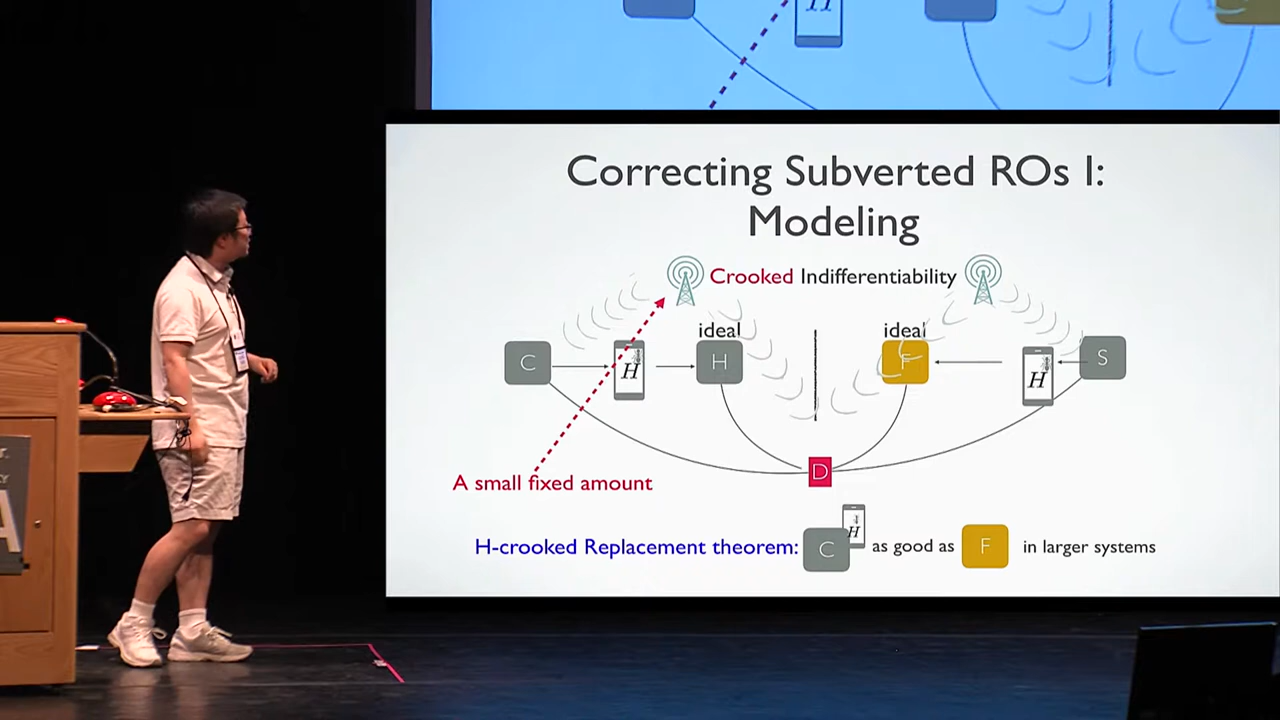 H
Correcting Subverted ROs I:
Modeling
Crooked Indifferentiability
ideal
ideal
C
H
H
F
H
S
D
A small fixed amount
H-crooked Replacement theorem: C H as good as F in larger systems
A